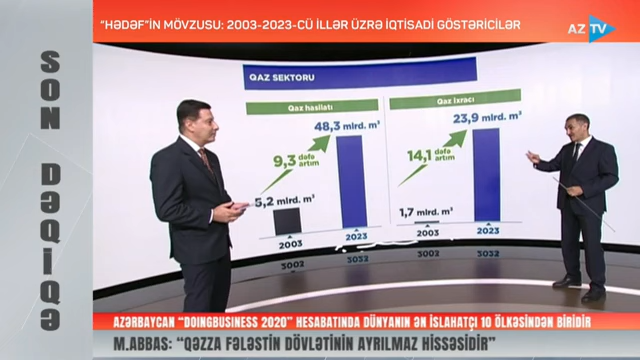 “HƏDƏF”İN MÖVZUSU: 2003-2023-CÜ İLLƏR ÜZRƏ İQTİSADİ GÖSTƏRİCİLƏR
AZTV
SON DƏQİQƏ
QAZ SEKTORU
Qaz hasilatı
48,3 mlrd. m³
9,3 dəfə artım
5,2 mlrd. m³
2003
2023
Qaz ixracı
23,9 mlrd. m³
14,1 dəfə artım
1,7 mlrd. m³
2003
2023
AZƏRBAYCAN “DOINGBUSINESS 2020” HESABATINDA DÜNYANIN ƏN İSLAHATÇI 10 ÖLKƏSİNDƏN BİRİDİR
M.ABBAS: “QƏZZA FƏLƏSTİN DÖVLƏTİNİN AYRILMAZ HİSSƏSİDİR”